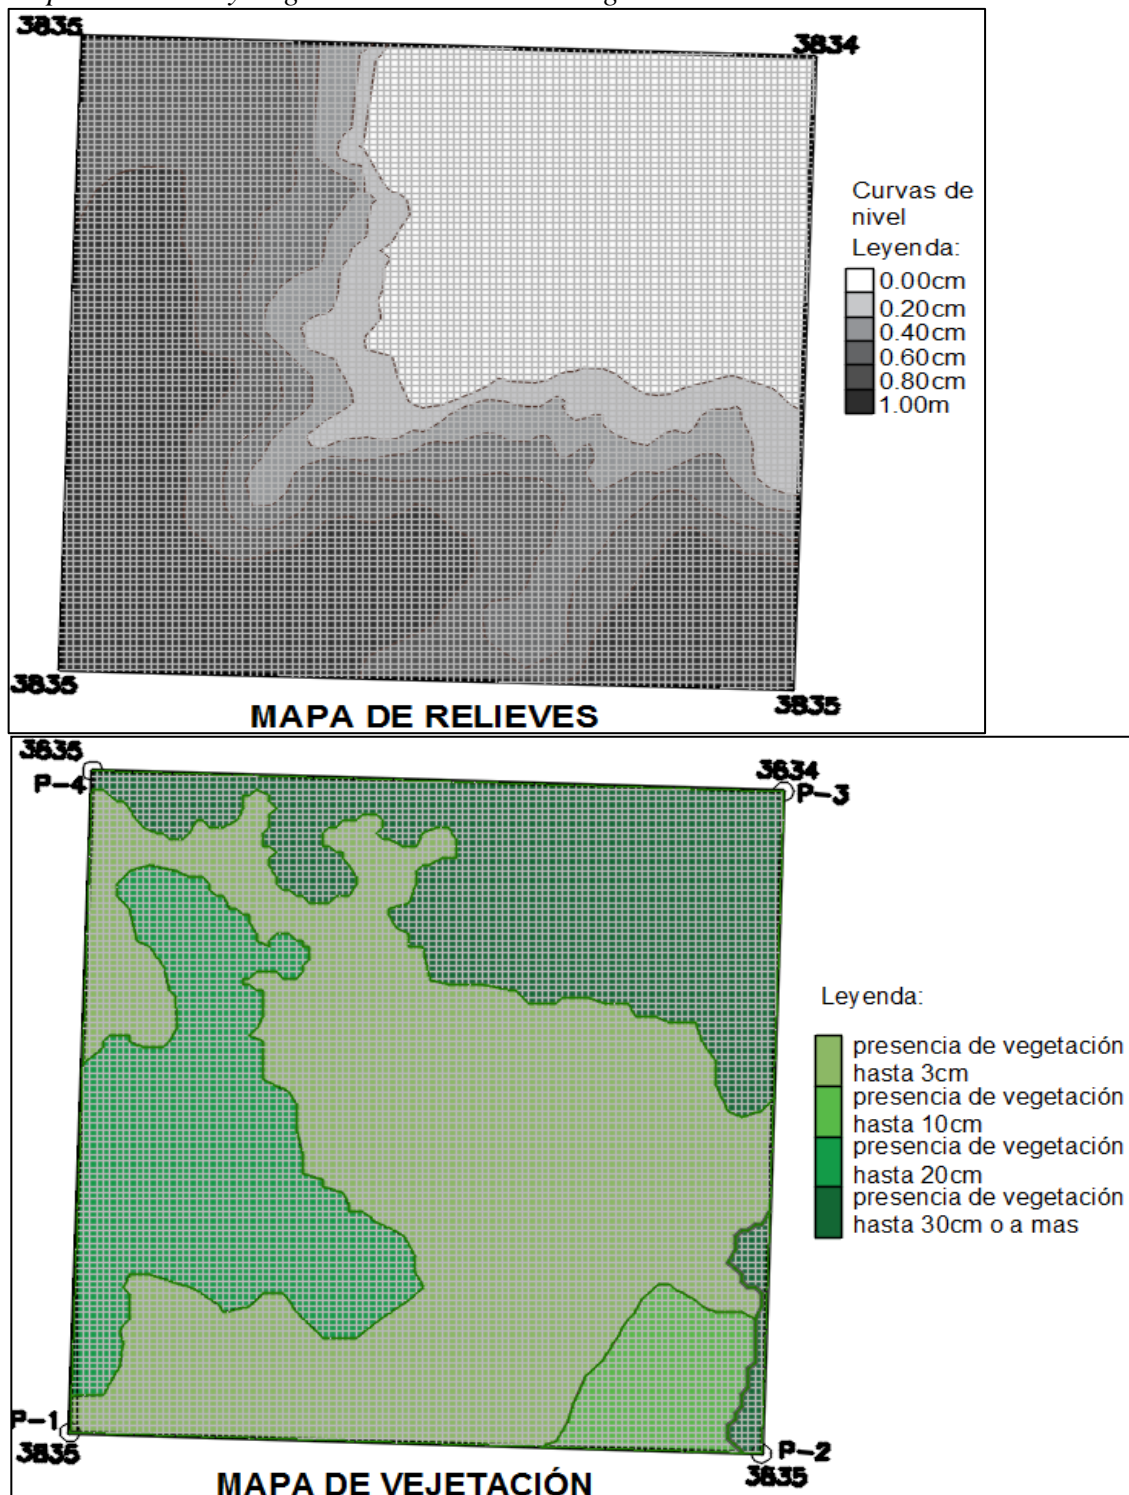 3835
3834
Curvas de
nivel
Leyenda:
0.00cm
0.20cm
0.40cm
0.60cm
0.80cm
1.00m
3835
3835
MAPA DE RELIEVES
3835
P-4
3834
P-3
Leyenda:
presencia de vegetación
hasta 3cm
presencia de vegetación
hasta 10cm
presencia de vegetación
hasta 20cm
presencia de vegetación
hasta 30cm o a mas
P-1
3835
P-2
3835
MAPA DE VEJETACIÓN